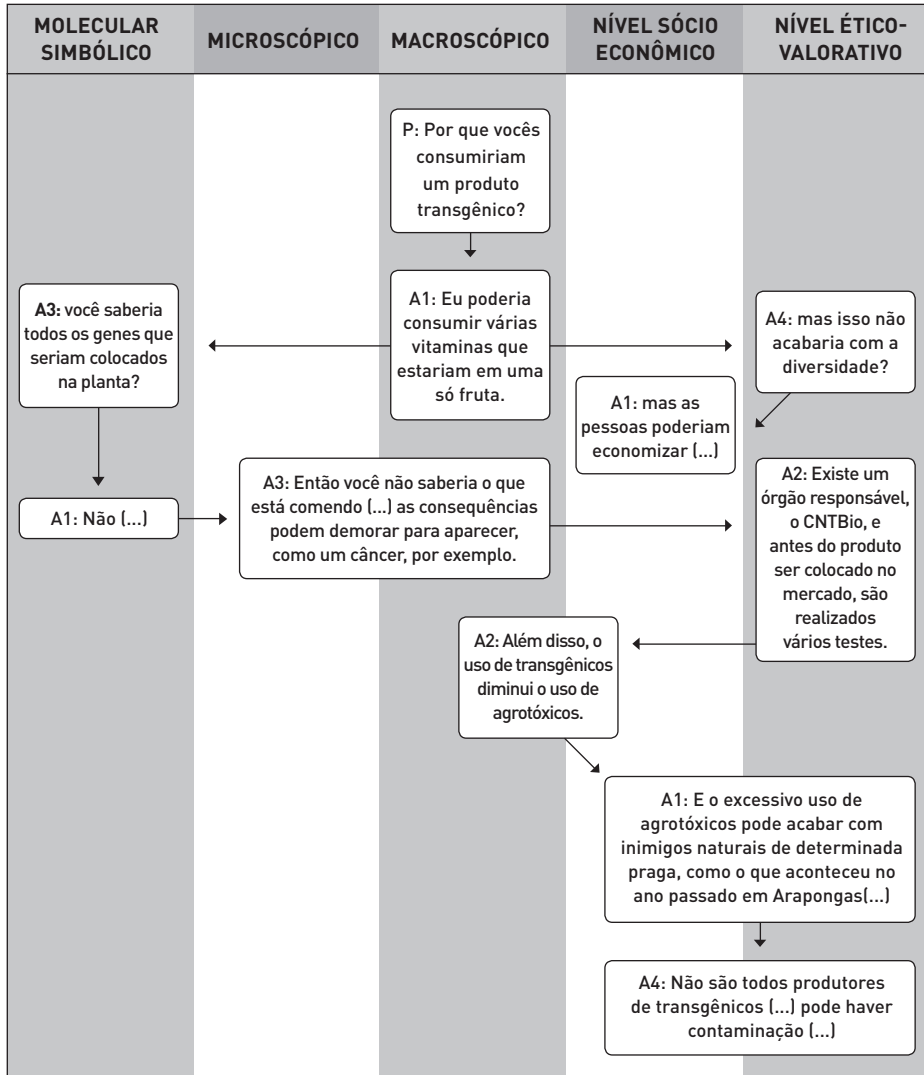 MOLECULAR
SIMBÓLICO
MICROSCÓPICO
MACROSCÓPICO
NÍVEL SÓCIO
ECONÔMICO
NÍVEL ÉTICO-
VALORATIVO
P: Por que vocês
consumiriam
um produto
transgênico?
A3: você saberia
todos os genes que
seriam colocados
na planta?
A1: Eu poderia
consumir várias
vitaminas que
estariam em uma
só fruta.
A4: mas isso não
acabaria com a
diversidade?
A1: mas as
pessoas poderiam
economizar (...)
A1: Não (...)
A3: Então você não saberia o que
está comendo (...) as consequências
podem demorar para aparecer,
como um câncer, por exemplo.
A2: Existe um
órgão responsável,
o CNTBio, e
antes do produto
ser colocado no
mercado, são
realizados
vários testes.
A2: Além disso, o
uso de transgênicos
diminui o uso de
agrotóxicos.
A1: E o excessivo uso de
agrotóxicos pode acabar com
inimigos naturais de determinada
praga, como o que aconteceu no
ano passado em Arapongas(...)
A4: Não são todos produtores
de transgênicos (...) pode haver
contaminação (...)